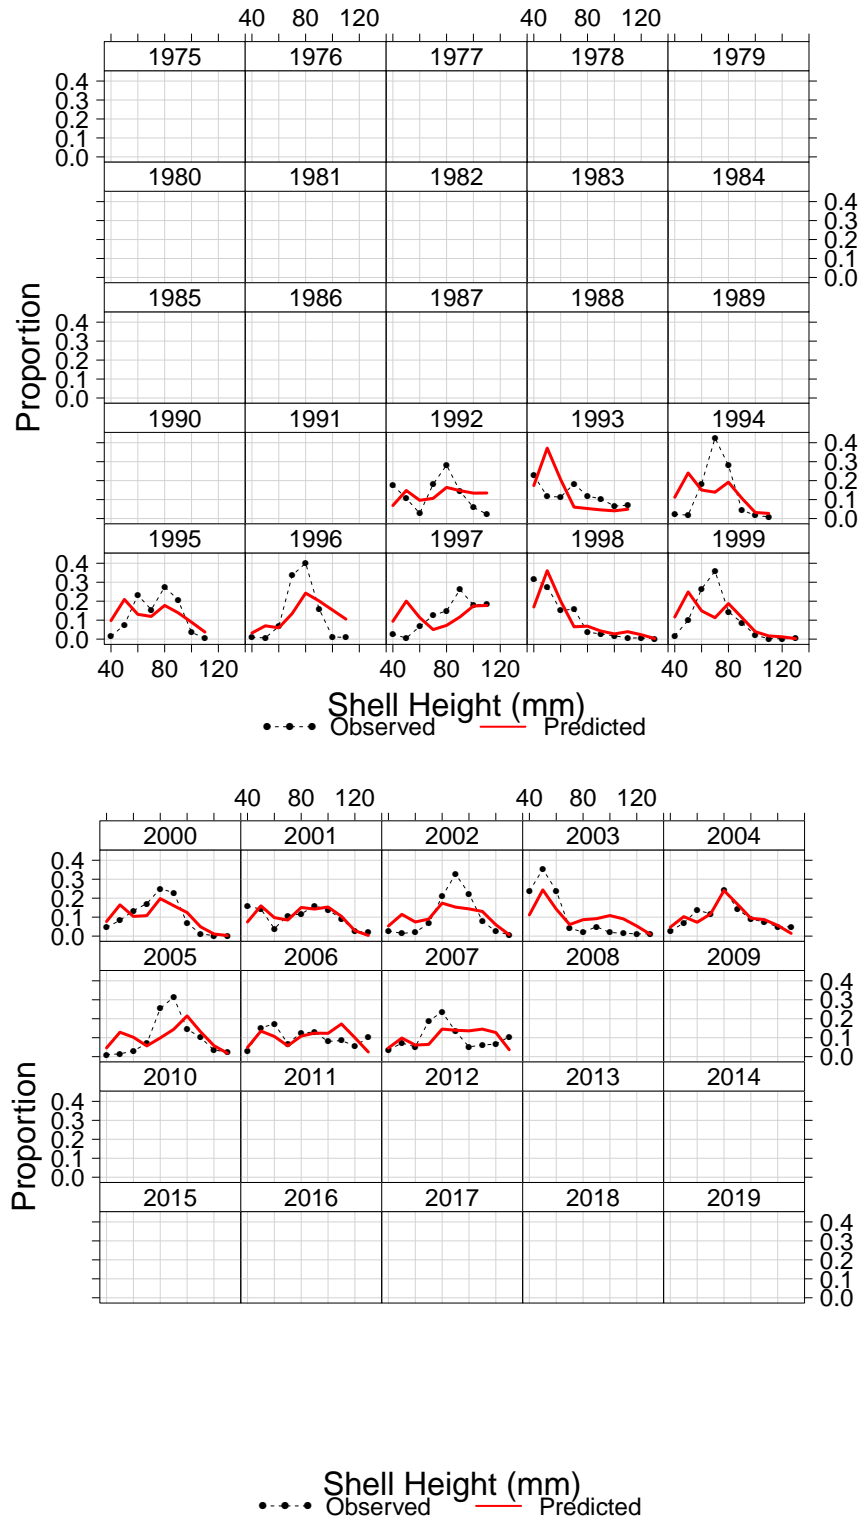 40 80 120 40 80 120
1975 1976 1977 1978 1979
0.4
0.3
0.2
0.1
0.0
1980 1981 1982 1983 1984
0.4
0.3
0.2
0.1
0.0
1985 1986 1987 1988 1989
0.4
0.3
0.2
0.1
0.0
Proportion
1990 1991 1992 1993 1994
0.4
0.3
0.2
0.1
0.0
1995 1996 1997 1998 1999
0.4
0.3
0.2
0.1
0.0
40 80 120 40 80 120 40 80 120
Shell Height (mm)
Observed Predicted
40 80 120 40 80 120
2000 2001 2002 2003 2004
0.4
0.3
0.2
0.1
0.0
2005 2006 2007 2008 2009
0.4
0.3
0.2
0.1
0.0
Proportion
2010 2011 2012 2013 2014
0.4
0.3
0.2
0.1
0.0
2015 2016 2017 2018 2019
0.4
0.3
0.2
0.1
0.0
Shell Height (mm)
Observed Predicted